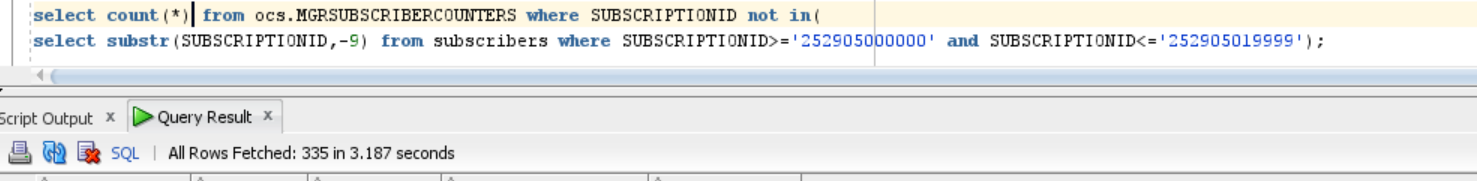 select count(*) from ocs.MGRSUBSCRIBERCOUNTERS where SUBSCRIPTIONID not in(
select substr(SUBSCRIPTIONID,-9) from subscribers where SUBSCRIPTIONID>='252905000000' and SUBSCRIPTIONID<='252905019999');
Script Output x Query Result x
SQL | All Rows Fetched: 335 in 3.187 seconds